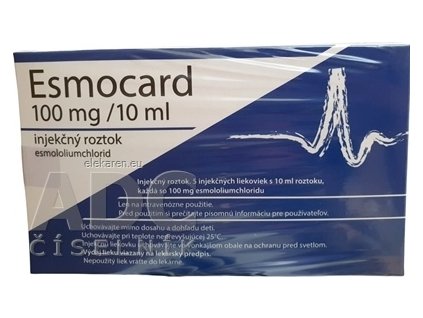 Esmocard
100 mg /10 ml
injekčný roztok
esmololiumchlorid
elekaren.eu
Injekčný roztok, 5 injekčných liekoviek s 10 ml roztoku,
každá so 100 mg esmololiumchloridu
Len na intravenózne použitie.
Pred použitím si prečítajte písomnú informáciu pre používateľov.
ADC
ČÍSELNÍK
Uchovávajte mimo dosahu a dohľadu detí.
Uchovávajte pri teplote neprevyšujúcej 25°C.
Injekčnú liekovku uchovávajte vo vonkajšom obale na ochranu pred svetlom.
Výdaj lieku viazaný na lekársky predpis.
Nepoužitý liek vráťte do lekárne.